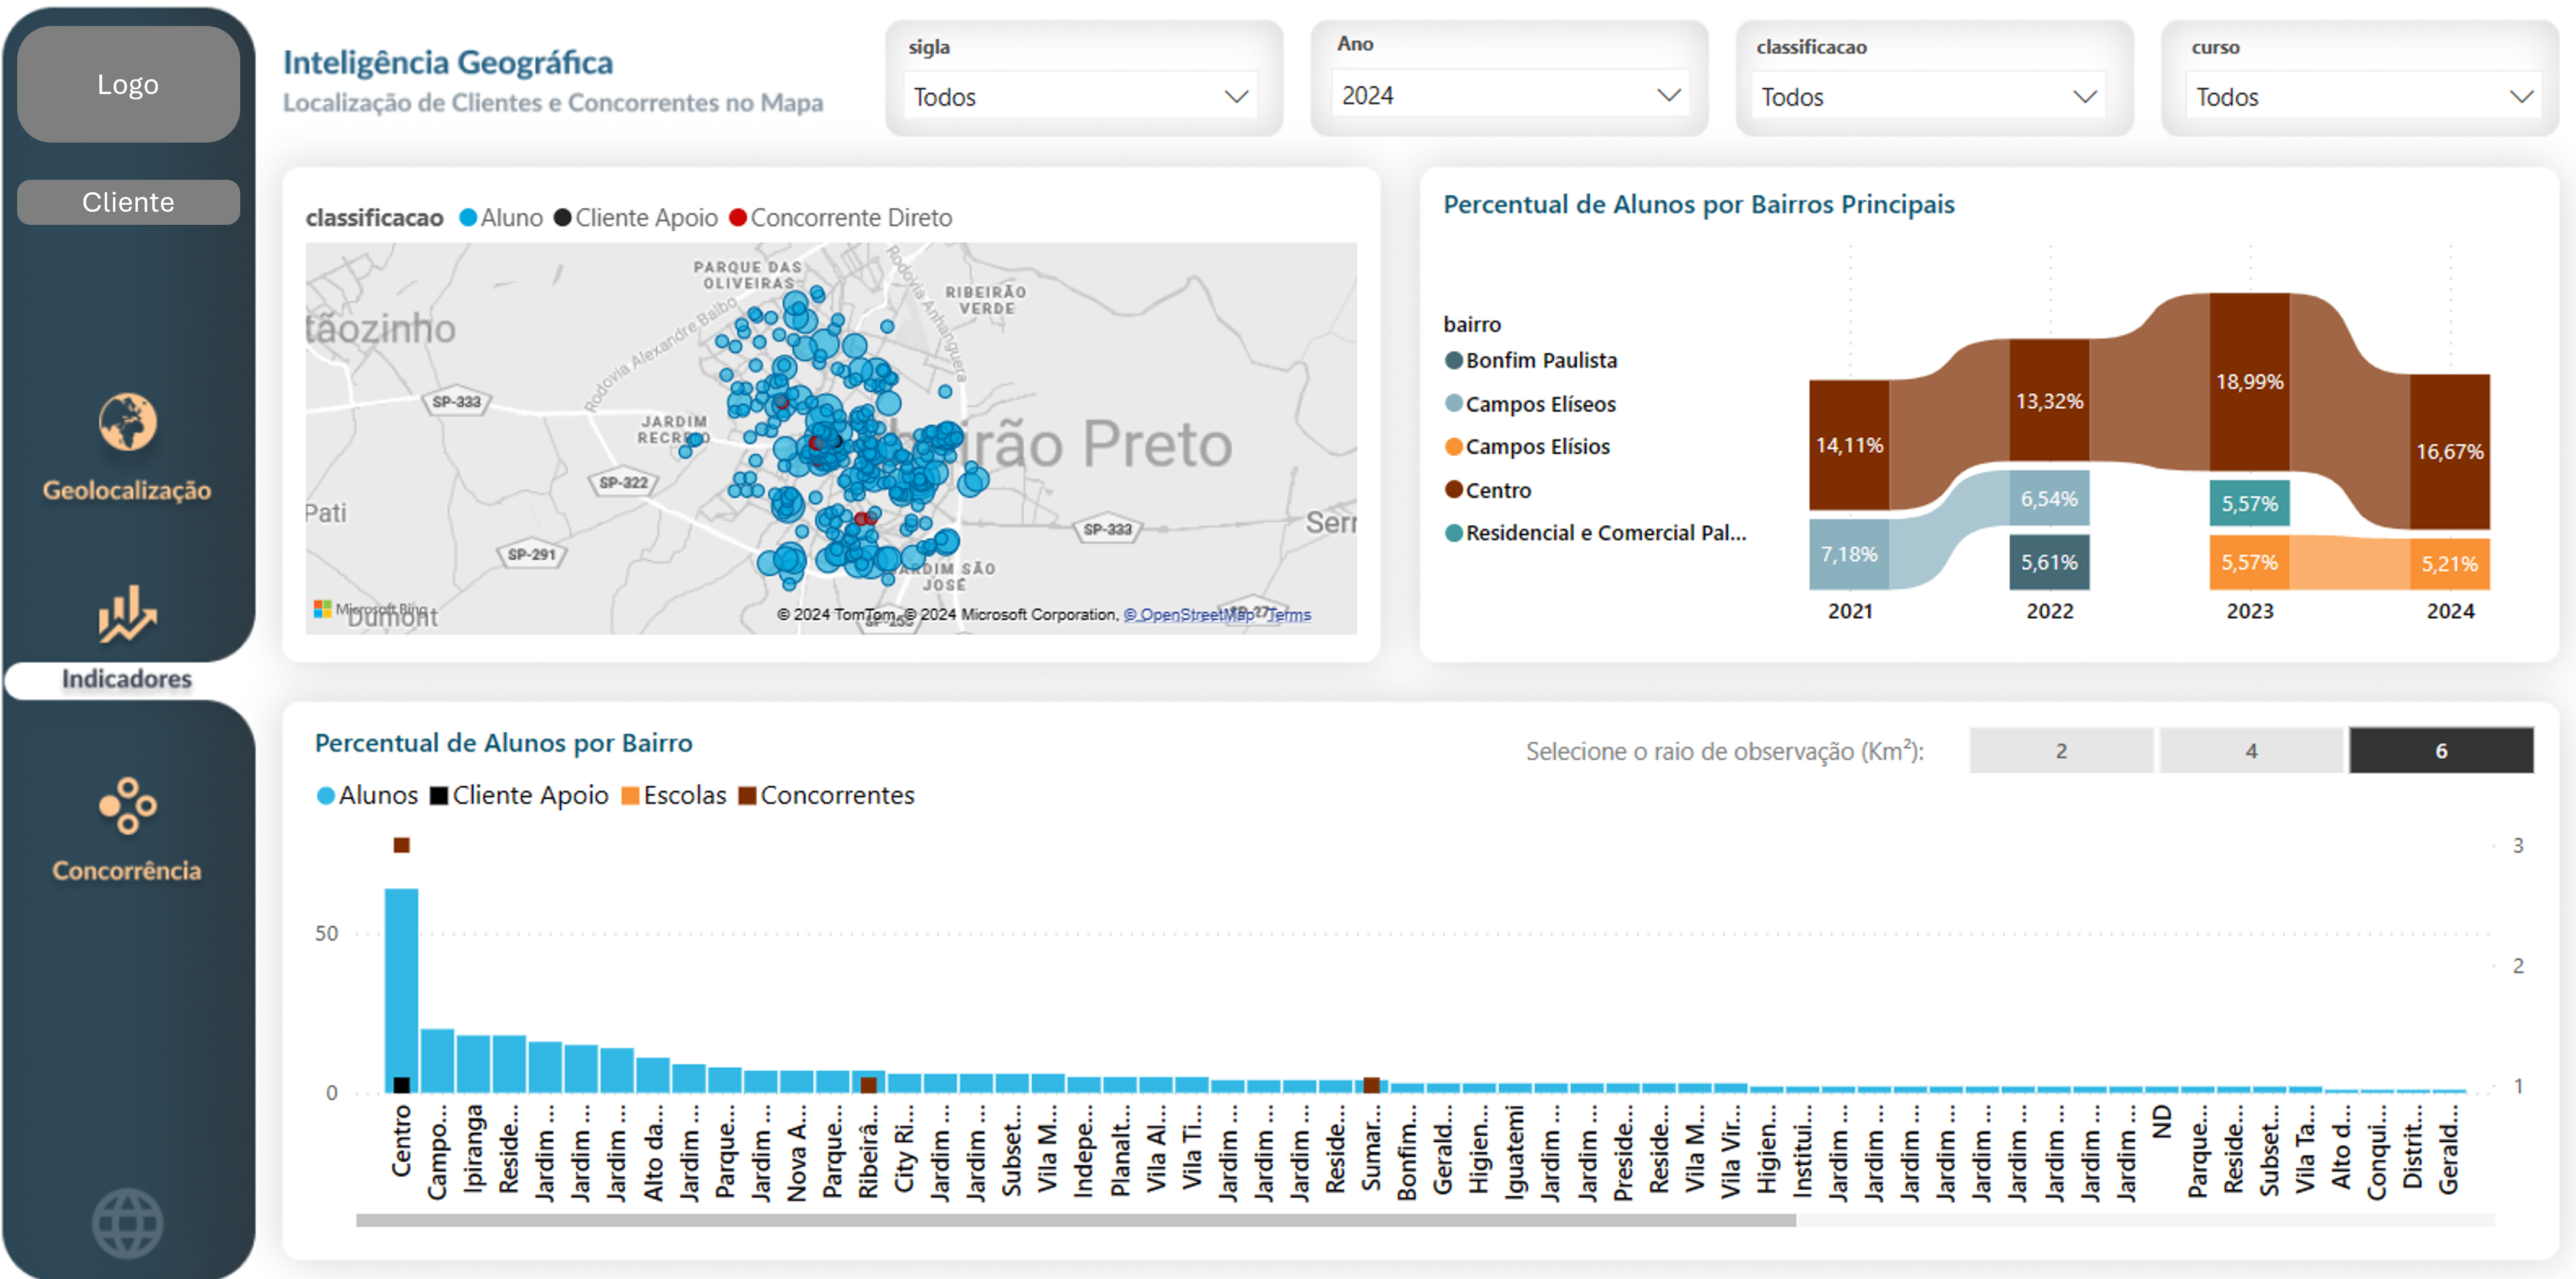 Logo
Cliente
Geolocalização
Indicadores
Concorrência
Inteligência Geográfica
Localização de Clientes e Concorrentes no Mapa
sigla
Todos
Ano
2024
classificacao
Todos
curso
Todos
classificacao Aluno Cliente Apoio Concorrente Direto
PARQUE DAS
OLIVEIRAS
RIBEIRÃO
VERDE
Rodovia Anhanguera
Rodovia Alexandre Balbo
tãozinho
SP-333
JARDIM
RECREIO
irão Preto
SP-322
Pati
SP-333
Serr
SP-291
JARDIM SÃO
JOSÉ
Microsoft Bing
Dumont
© 2024 TomTom, © 2024 Microsoft Corporation, © OpenStreetMap Terms
Percentual de Alunos por Bairros Principais
bairro
Bonfim Paulista
Campos Elíseos
Campos Elísios
Centro
Residencial e Comercial Pal...
14,11%
7,18%
13,32%
6,54%
5,61%
18,99%
5,57%
5,57%
16,67%
5,21%
2021 2022 2023 2024
Percentual de Alunos por Bairro
Selecione o raio de observação (Km²): 2 4 6
Alunos Cliente Apoio Escolas Concorrentes
3
50
2
0
1
Centro
Campo...
Ipiranga
Reside...
Jardim ...
Jardim ...
Jardim ...
Alto da...
Jardim ...
Parque...
Jardim ...
Nova A...
Parque...
Ribeirã...
City Ri...
Jardim ...
Jardim ...
Subset...
Vila M...
Indepe...
Planalt...
Vila Al...
Vila Ti...
Jardim ...
Jardim ...
Jardim ...
Reside...
Sumar...
Bonfim...
Gerald...
Higien...
Iguatemi
Jardim ...
Jardim ...
Preside...
Reside...
Vila M...
Vila Vir...
Higien...
Institui...
Jardim ...
Jardim ...
Jardim ...
Jardim ...
Jardim ...
Jardim ...
Jardim ...
Jardim ...
Jardim ...
ND
Parque...
Reside...
Subset...
Vila Ta...
Alto d...
Conqui...
Distrit...
Gerald...